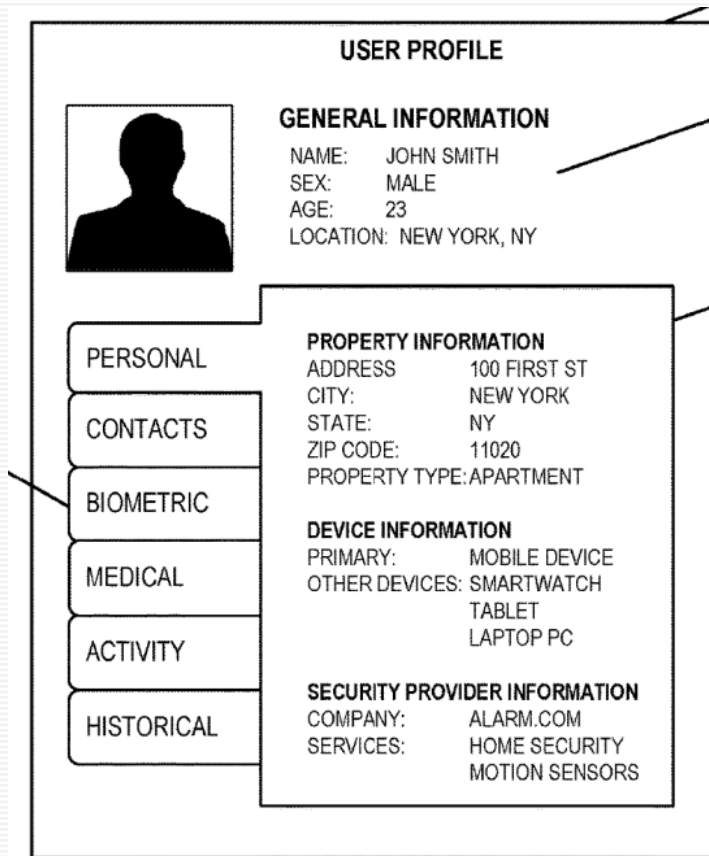 USER PROFILE
GENERAL INFORMATION
NAME: JOHN SMITH
SEX: MALE
AGE: 23
LOCATION: NEW YORK, NY
PERSONAL
CONTACTS
BIOMETRIC
MEDICAL
ACTIVITY
HISTORICAL
PROPERTY INFORMATION
ADDRESS 100 FIRST ST
CITY: NEW YORK
STATE: NY
ZIP CODE: 11020
PROPERTY TYPE: APARTMENT
DEVICE INFORMATION
PRIMARY: MOBILE DEVICE
OTHER DEVICES: SMARTWATCH
TABLET
LAPTOP PC
SECURITY PROVIDER INFORMATION
COMPANY: ALARM.COM
SERVICES: HOME SECURITY
MOTION SENSORS